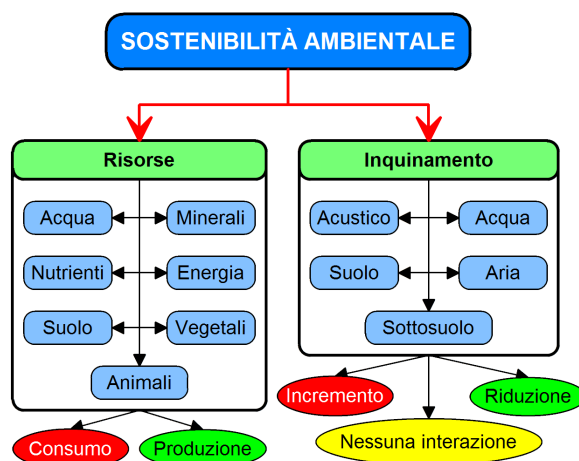 SOSTENIBILITÀ AMBIENTALE
Risorse
Acqua
Minerali
Nutrienti
Energia
Suolo
Vegetali
Animali
Consumo
Produzione
Inquinamento
Acustico
Acqua
Suolo
Aria
Sottosuolo
Incremento
Riduzione
Nessuna interazione